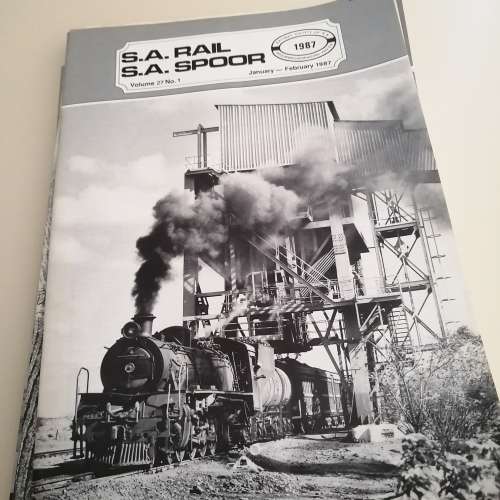 S.A. RAIL
S.A. SPOOR
Volume 27 No. 1
1987
January — February 1987